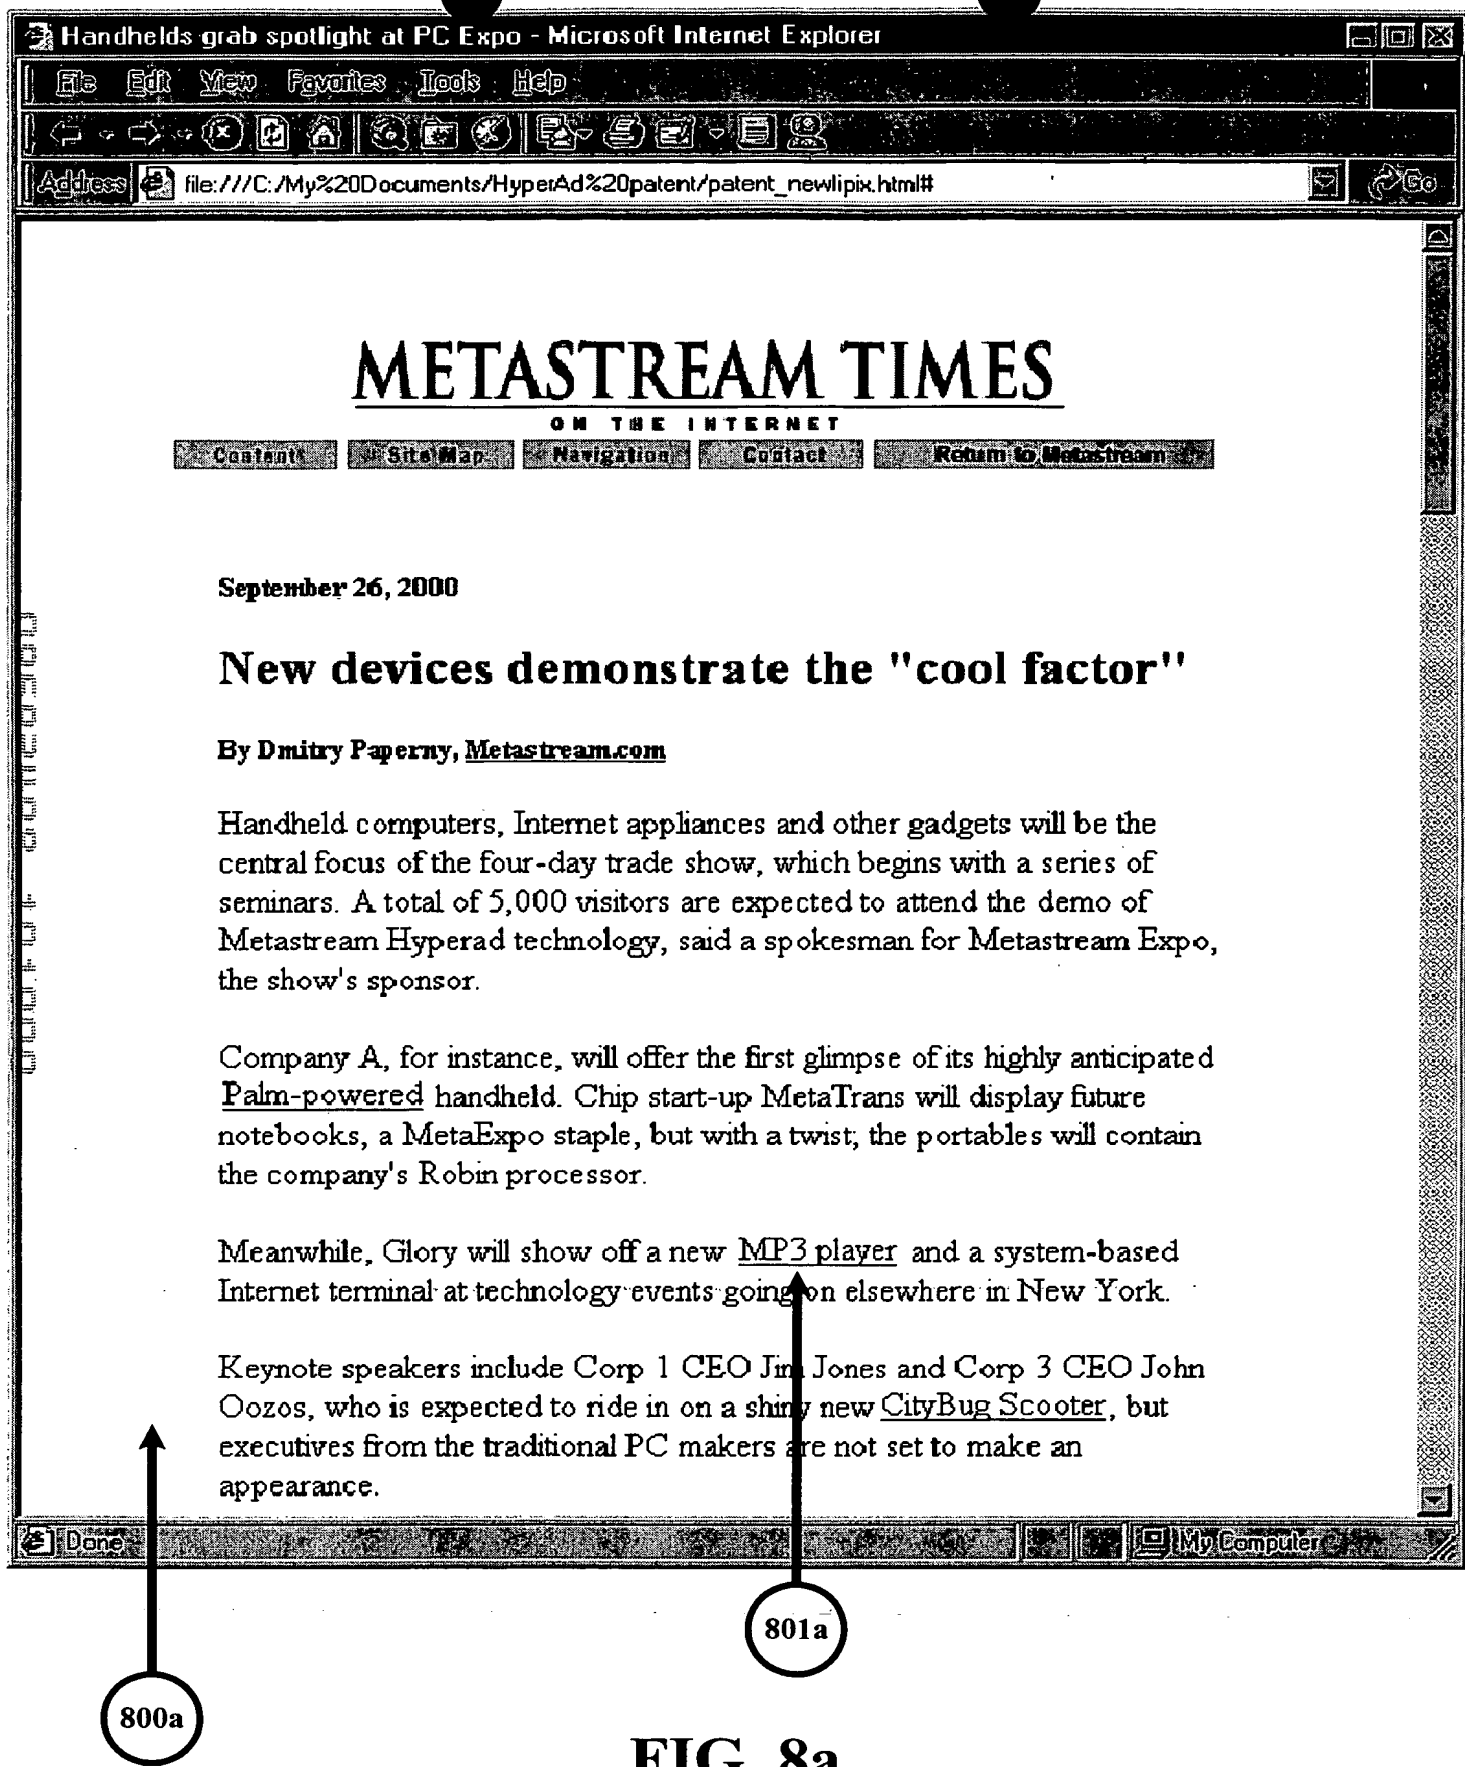 Handhelds grab spotlight at PC Expo - Microsoft Internet Explorer
File Edit View Favorites Tools Help
Address file:///C:/My%20Documents/HyperAd%20patent/patent_newlipix.html# Go
METASTREAM TIMES
ON THE INTERNET
Content Site Map Navigation Contact Return to Metastream
September 26, 2000
New devices demonstrate the "cool factor"
By Dmitry Paperny, Metastream.com
Handheld computers, Internet appliances and other gadgets will be the
central focus of the four-day trade show, which begins with a series of
seminars. A total of 5,000 visitors are expected to attend the demo of
Metastream Hyperad technology, said a spokesman for Metastream Expo,
the show's sponsor.
Company A, for instance, will offer the first glimpse of its highly anticipated
Palm-powered handheld. Chip start-up MetaTrans will display future
notebooks, a MetaExpo staple, but with a twist; the portables will contain
the company's Robin processor.
Meanwhile, Glory will show off a new MP3 player and a system-based
Internet terminal at technology events going on elsewhere in New York.
Keynote speakers include Corp 1 CEO Jim Jones and Corp 3 CEO John
Oozos, who is expected to ride in on a shiny new CityBug Scooter, but
executives from the traditional PC makers are not set to make an
appearance.
Done My Computer
801a
800a
FIG. 8a